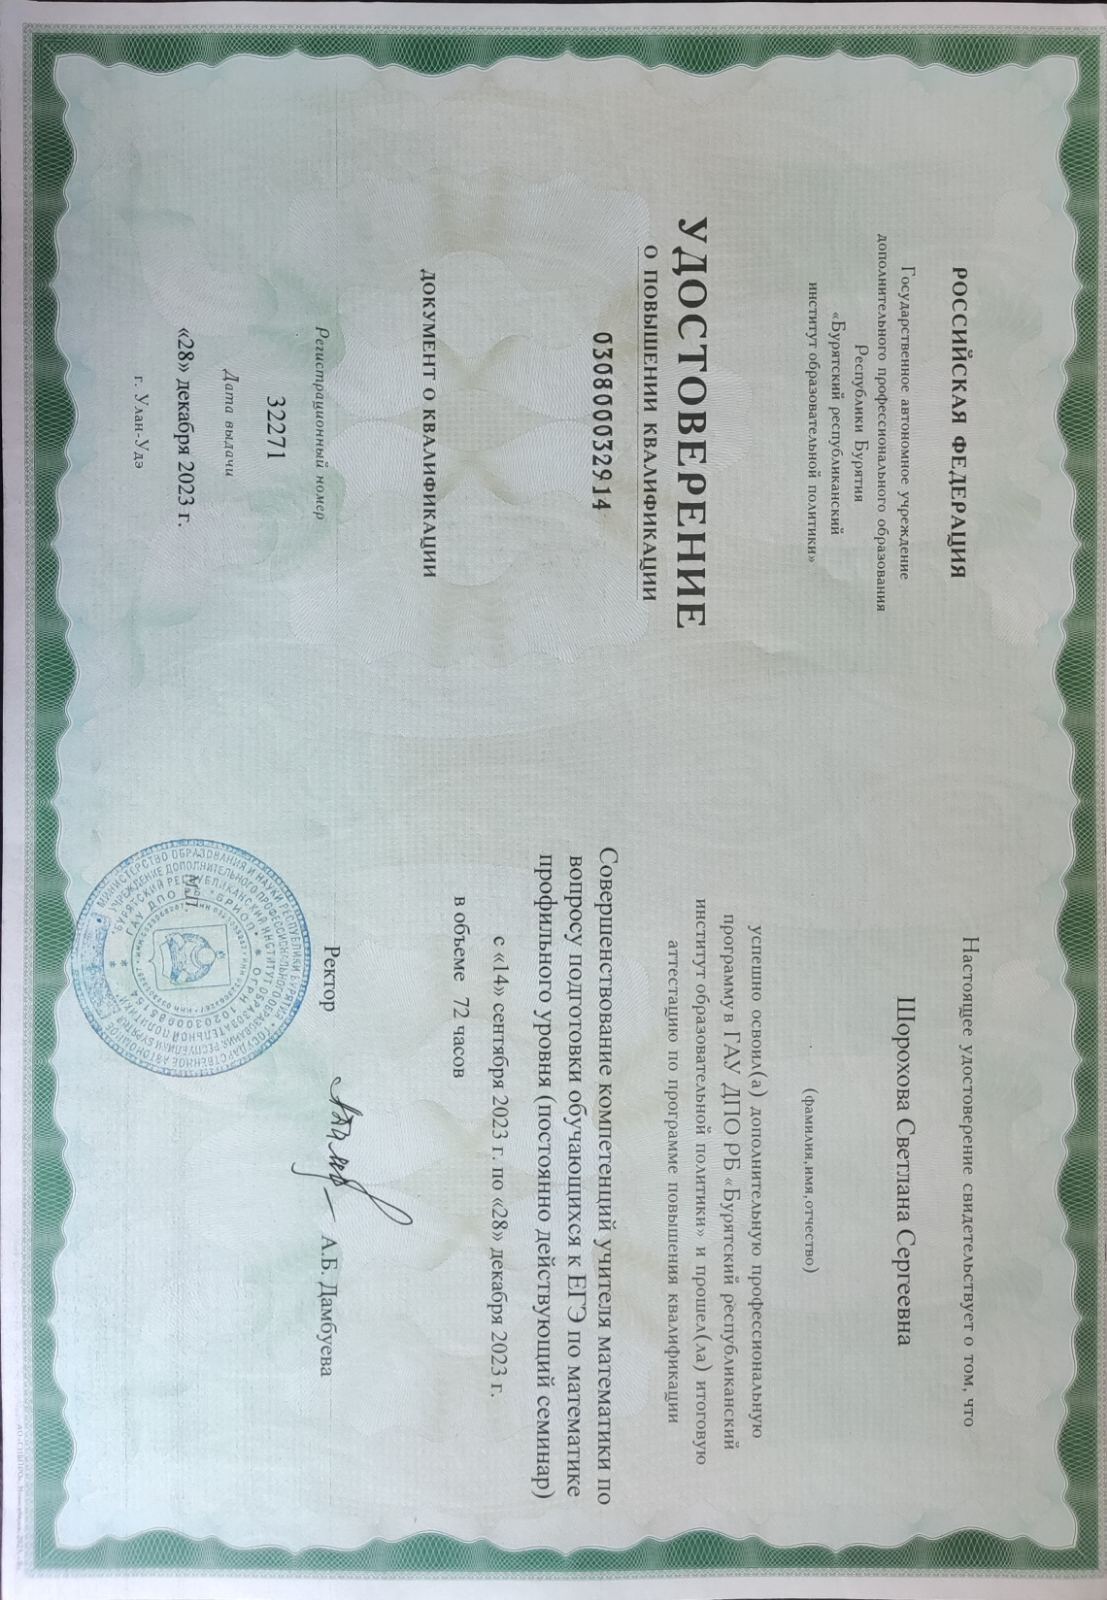 РОССИЙСКАЯ ФЕДЕРАЦИЯ
Государственное автономное учреждение
дополнительного профессионального образования
Республики Бурятия
«Бурятский республиканский
институт образовательной политики»
УДОСТОВЕРЕНИЕ
О ПОВЫШЕНИИ КВАЛИФИКАЦИИ
030800032914
ДОКУМЕНТ О КВАЛИФИКАЦИИ
Регистрационный номер
32271
Дата выдачи
«28» декабря 2023 г.
г. Улан-Удэ
Настоящее удостоверение свидетельствует о том, что
Шорохова Светлана Сергеевна
(фамилия,имя,отчество)
успешно освоил(а) дополнительную профессиональную
программу в ГАУ ДПО РБ «Бурятский республиканский
институт образовательной политики» и прошел(ла) итоговую
аттестацию по программе повышения квалификации
Совершенствование компетенций учителя математики по
вопросу подготовки обучающихся к ЕГЭ по математике
профильного уровня (постоянно действующий семинар)
с «14» сентября 2023 г. по «28» декабря 2023 г.
в объеме 72 часов
Ректор А.Б. Дамбуева
М.П.